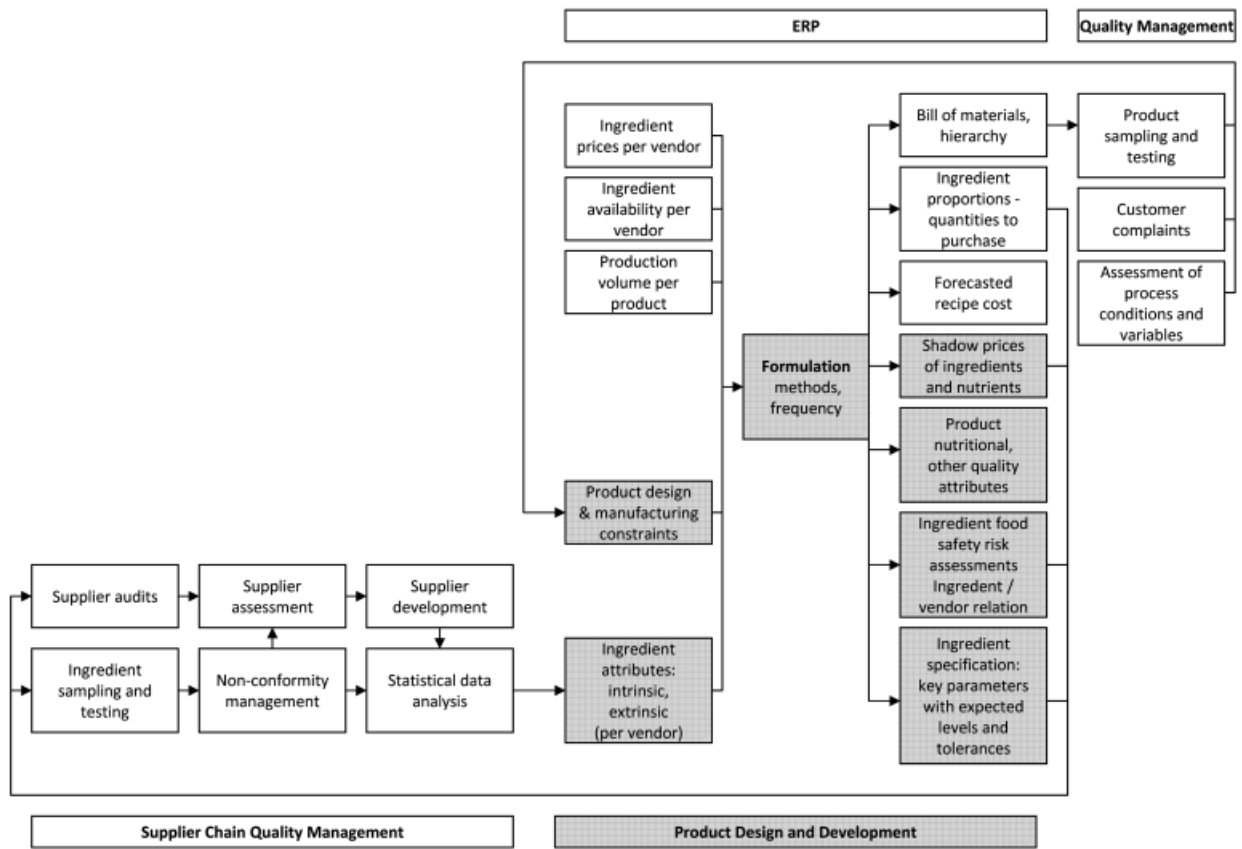 ERP
Quality Management
Ingredient
prices per vendor
Ingredient
availability per
vendor
Production
volume per
product
Product design
& manufacturing
constraints
Ingredient
attributes:
intrinsic,
extrinsic
(per vendor)
Formulation
methods,
frequency
Bill of materials,
hierarchy
Ingredient
proportions -
quantities to
purchase
Forecasted
recipe cost
Shadow prices
of ingredients
and nutrients
Product
nutritional,
other quality
attributes
Ingredient food
safety risk
assessments
Ingredent /
vendor relation
Ingredient
specification:
key parameters
with expected
levels and
tolerances
Product
sampling and
testing
Customer
complaints
Assessment of
process
conditions and
variables
Supplier audits
Supplier
assessment
Supplier
development
Ingredient
sampling and
testing
Non-conformity
management
Statistical data
analysis
Supplier Chain Quality Management
Product Design and Development